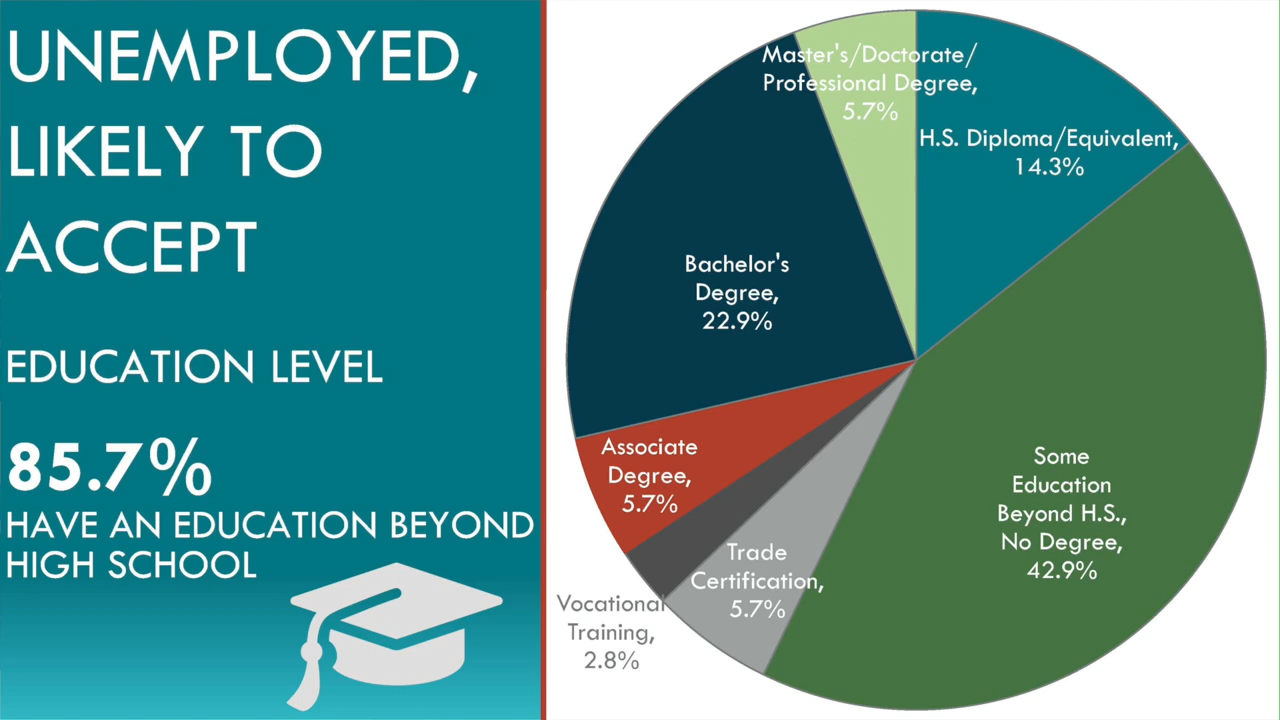 UNEMPLOYED,
LIKELY TO
ACCEPT
EDUCATION LEVEL
85.7%
HAVE AN EDUCATION BEYOND
HIGH SCHOOL
Master's/Doctorate/
Professional Degree,
5.7%
H.S. Diploma/Equivalent,
14.3%
Bachelor's
Degree,
22.9%
Some
Education
Beyond H.S.,
No Degree,
42.9%
Associate
Degree,
5.7%
Trade
Certification,
5.7%
Vocational
Training,
2.8%